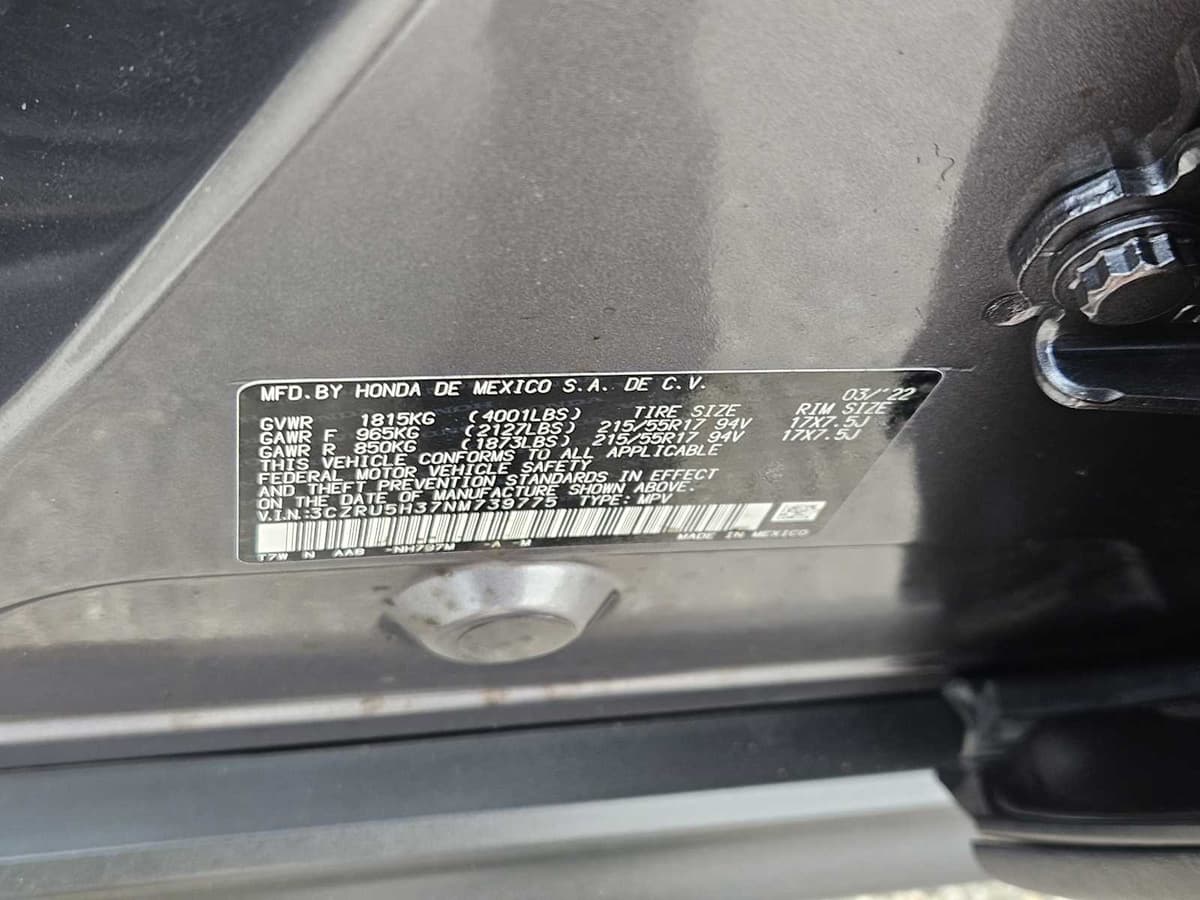 MFD. BY HONDA DE MEXICO S.A. DE C.V. 03/'22
GVWR 1815KG (4001LBS) TIRE SIZE RIM SIZE
GAWR F 965KG (2127LBS) 215/55R17 94V 17X7.5J
GAWR R 850KG (1873LBS) 215/55R17 94V 17X7.5J
THIS VEHICLE CONFORMS TO ALL APPLICABLE
FEDERAL MOTOR VEHICLE SAFETY
AND THEFT PREVENTION STANDARDS IN EFFECT
ON THE DATE OF MANUFACTURE SHOWN ABOVE.
V.I.N.:3CZRU5H37NM739775 TYPE: MPV
MADE IN MEXICO
T7W N AAB -NH797M -A -M